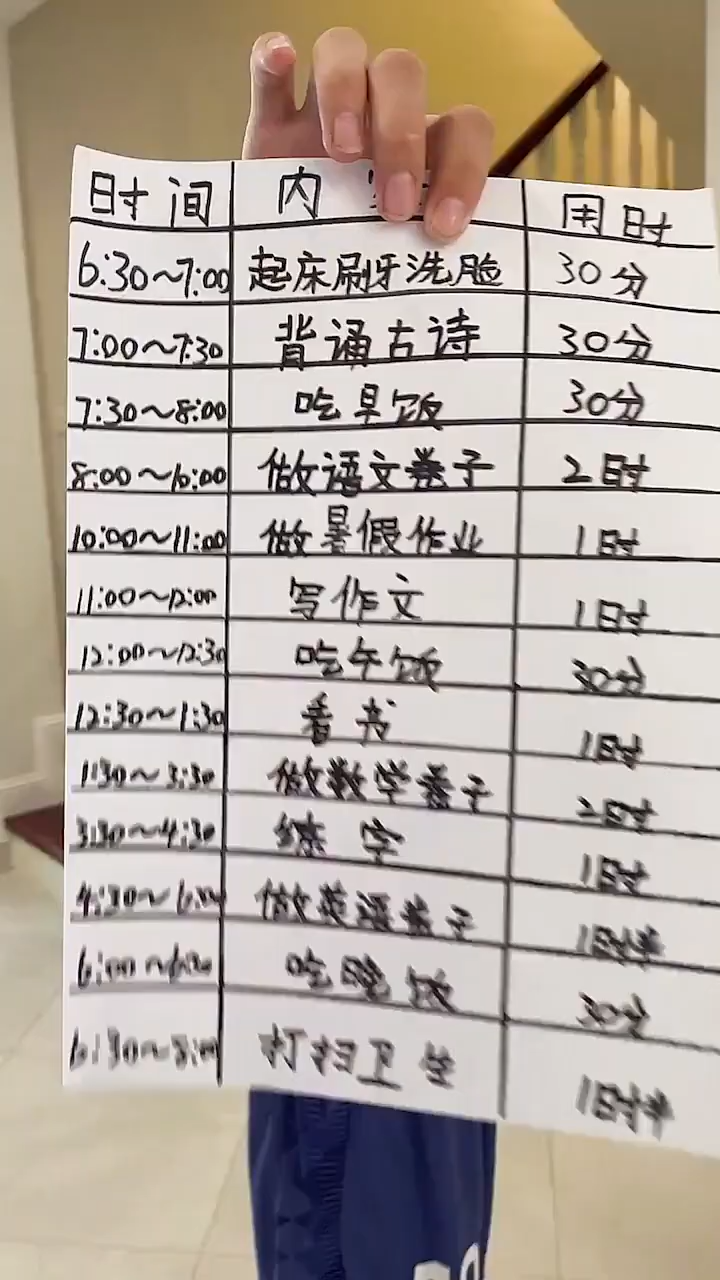 时间 内 用时
6:30~7:00 起床刷牙洗脸 30分
7:00~7:30 背诵古诗 30分
7:30~8:00 吃早饭 30分
8:00~10:00 做语文卷子 2时
10:00~11:00 做暑假作业 1时
11:00~12:00 写作文 1时
12:00~12:30 吃午饭 30分
12:30~1:30 看书 1时
1:30~3:30 做数学卷子 2时
3:30~4:30 练字 1时
4:30~6:00 做英语卷子 1时半
6:00~6:30 吃晚饭 30分
6:30~8:00 打扫卫生 1时半